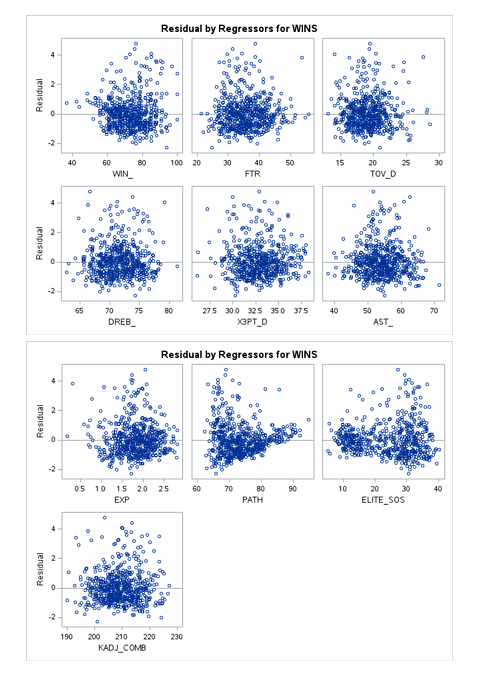 Residual by Regressors for WINS
Residual
4
2
0
-2
40 60 80 100
WIN_
20 30 40 50
FTR
15 20 25 30
TOV_D
Residual
4
2
0
-2
65 70 75 80
DREB_
27.5 30.0 32.5 35.0 37.5
X3PT_D
40 50 60 70
AST_
Residual by Regressors for WINS
Residual
4
2
0
-2
0.5 1.0 1.5 2.0 2.5
EXP
60 70 80 90
PATH
10 20 30 40
ELITE_SOS
Residual
4
2
0
-2
190 200 210 220 230
KADJ_COMB